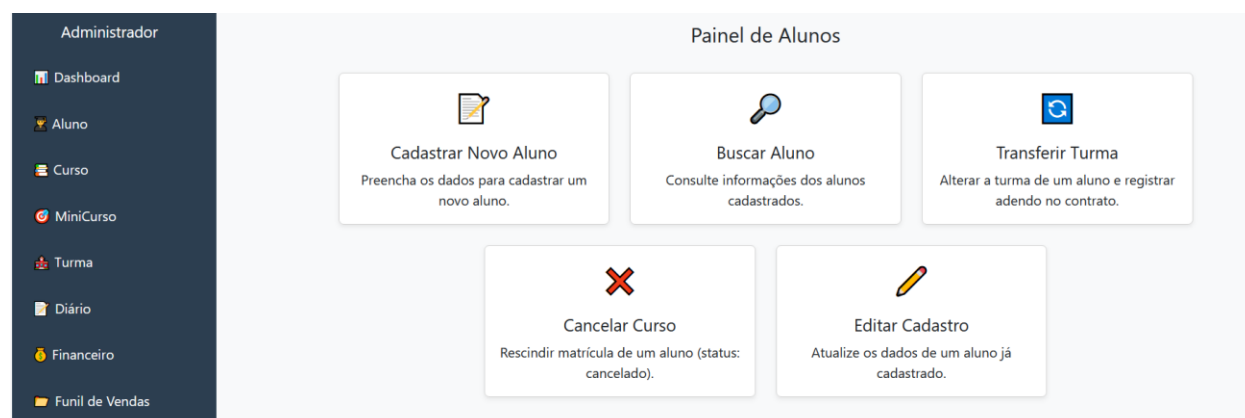 Administrador
Dashboard
Aluno
Curso
MiniCurso
Turma
Diário
Financeiro
Funil de Vendas
Painel de Alunos
Cadastrar Novo Aluno
Preencha os dados para cadastrar um
novo aluno.
Buscar Aluno
Consulte informações dos alunos
cadastrados.
Transferir Turma
Alterar a turma de um aluno e registrar
adendo no contrato.
Cancelar Curso
Rescindir matrícula de um aluno (status:
cancelado).
Editar Cadastro
Atualize os dados de um aluno já
cadastrado.